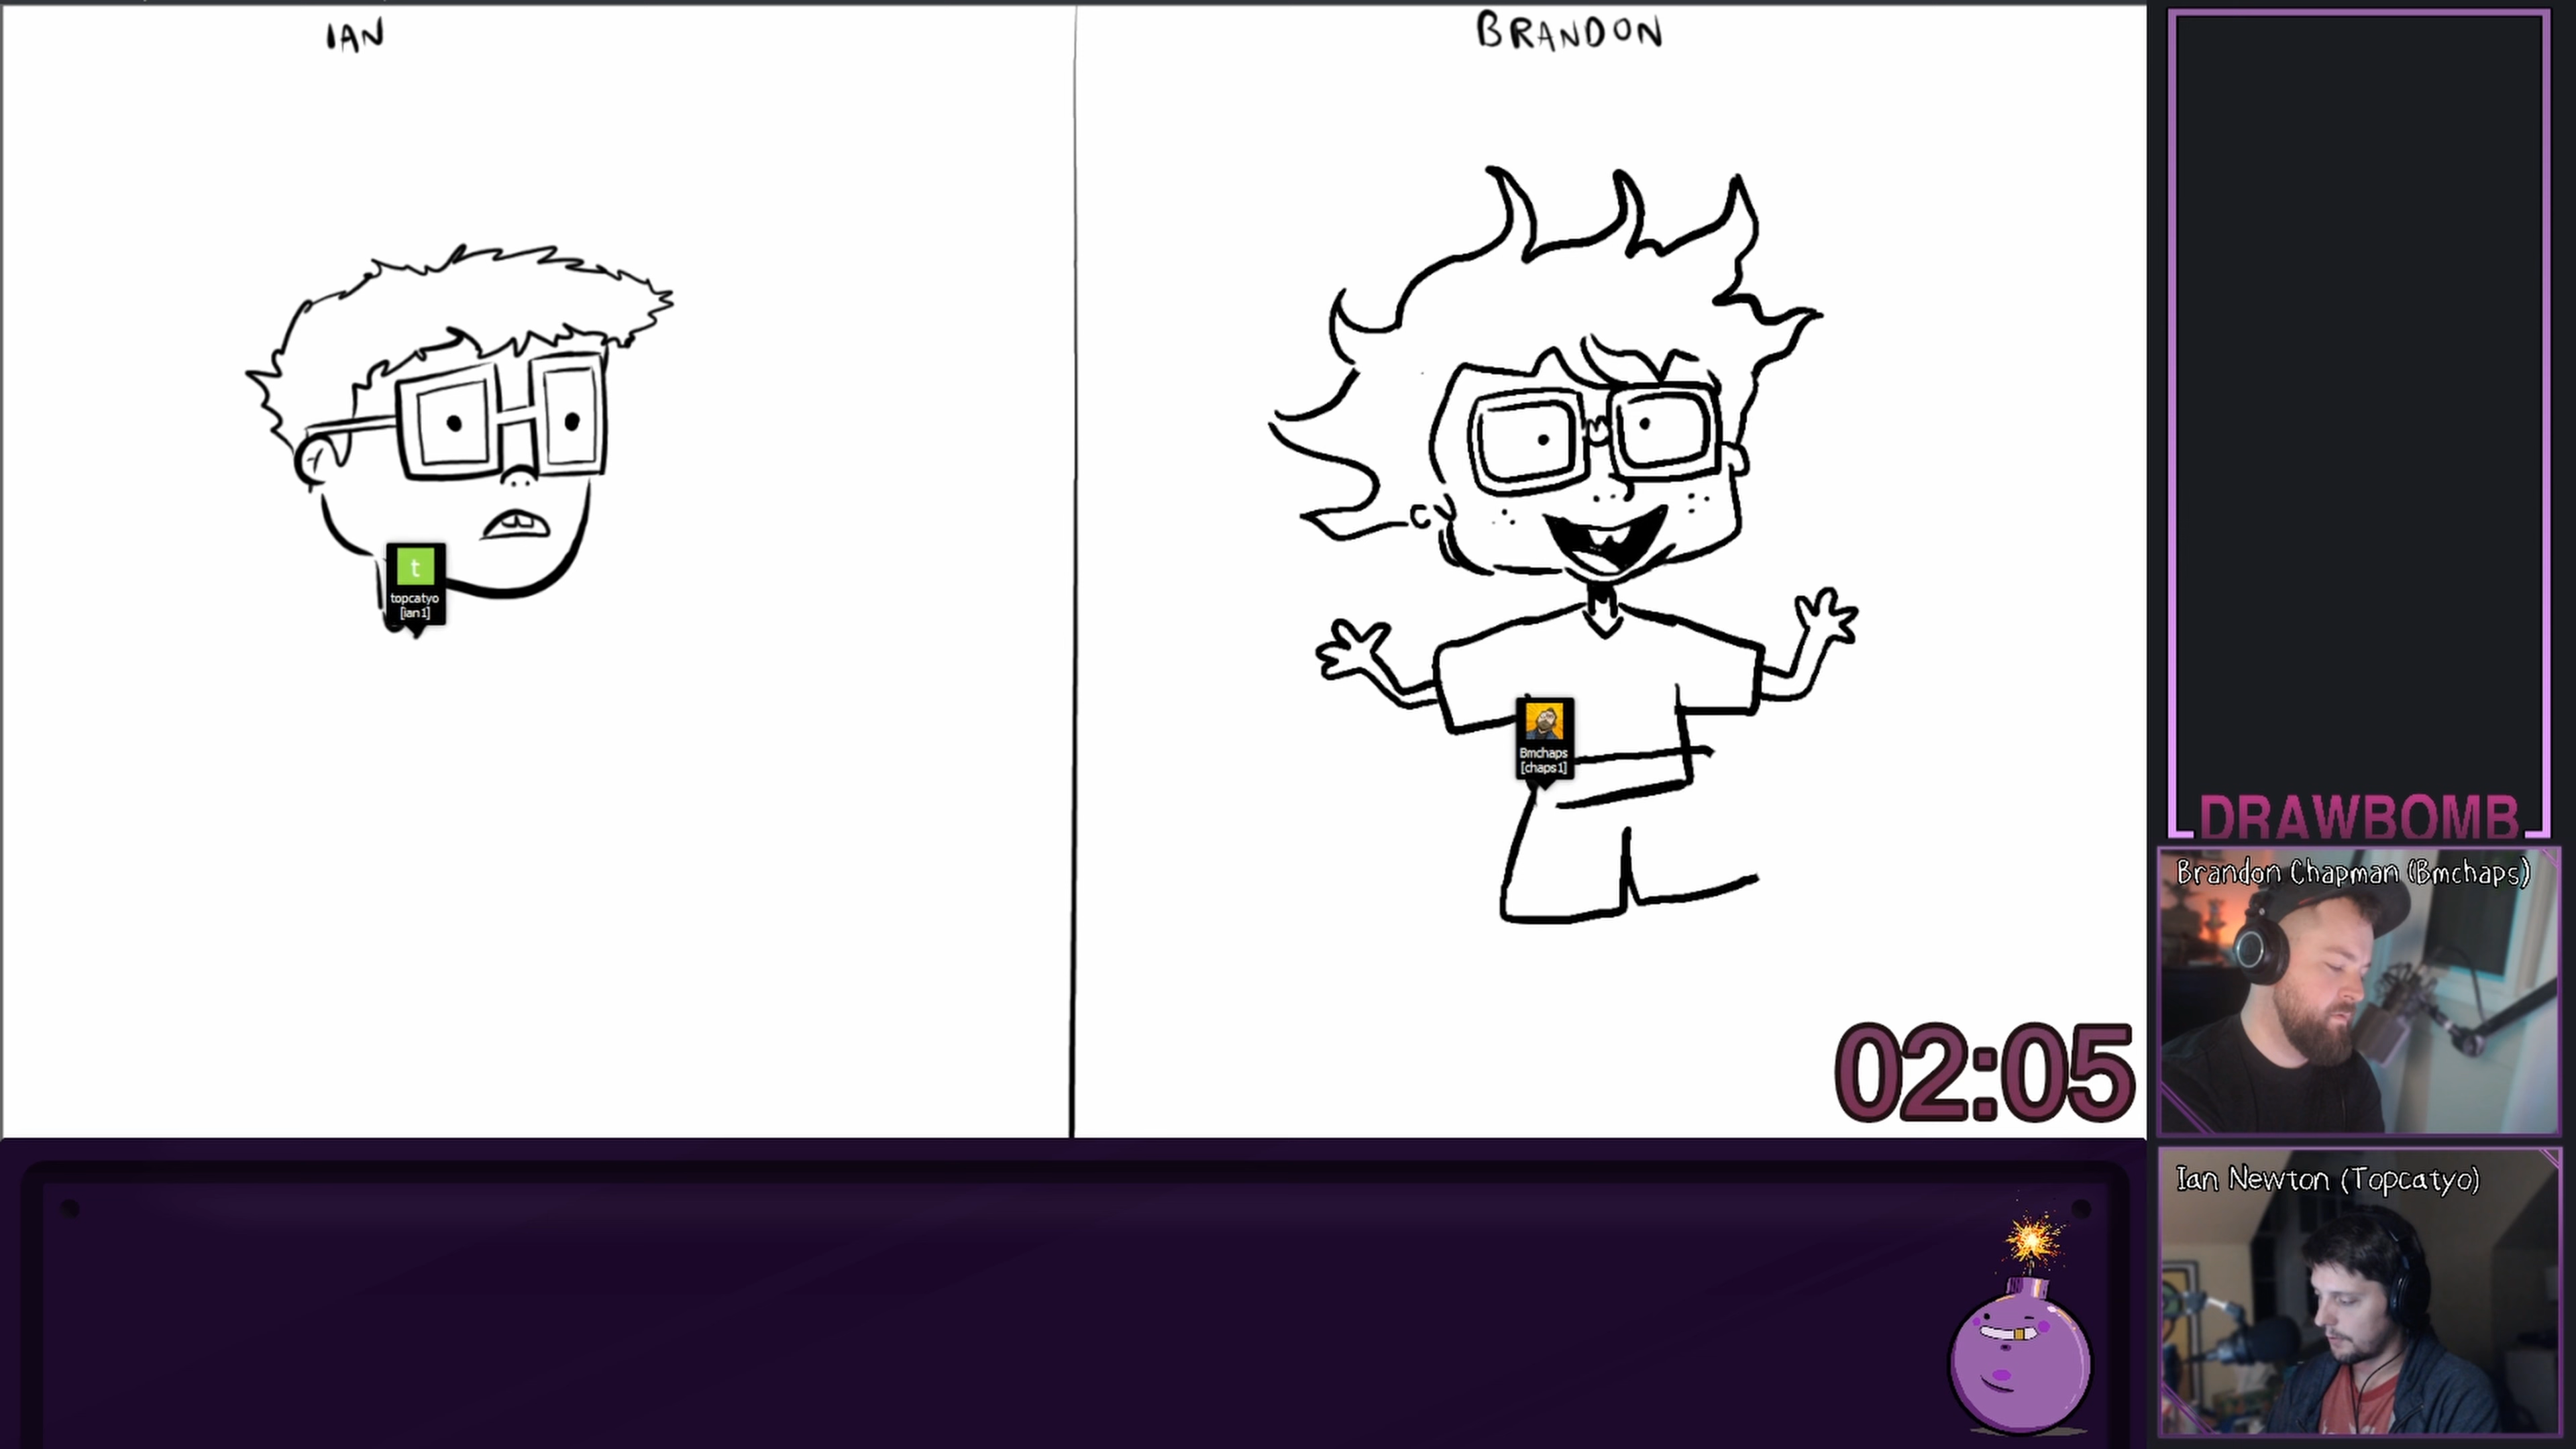 IAN
BRANDON
t
topcatyo
[ian1]
Bmchaps
[chaps1]
02:05
DRAWBOMB
Brandon Chapman (Bmchaps)
Ian Newton (Topcatyo)